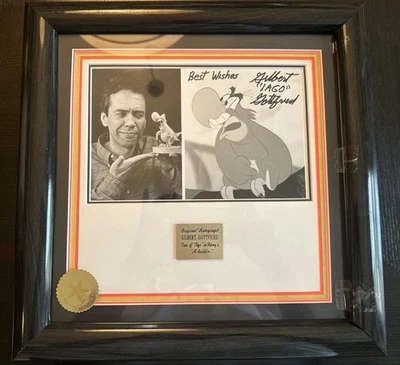 Best Wishes
Gilbert
"IAGO"
Gottfried
Original Autograph
GILBERT GOTTFRIED
Voice of "Iago" in Disney's
"Aladdin"